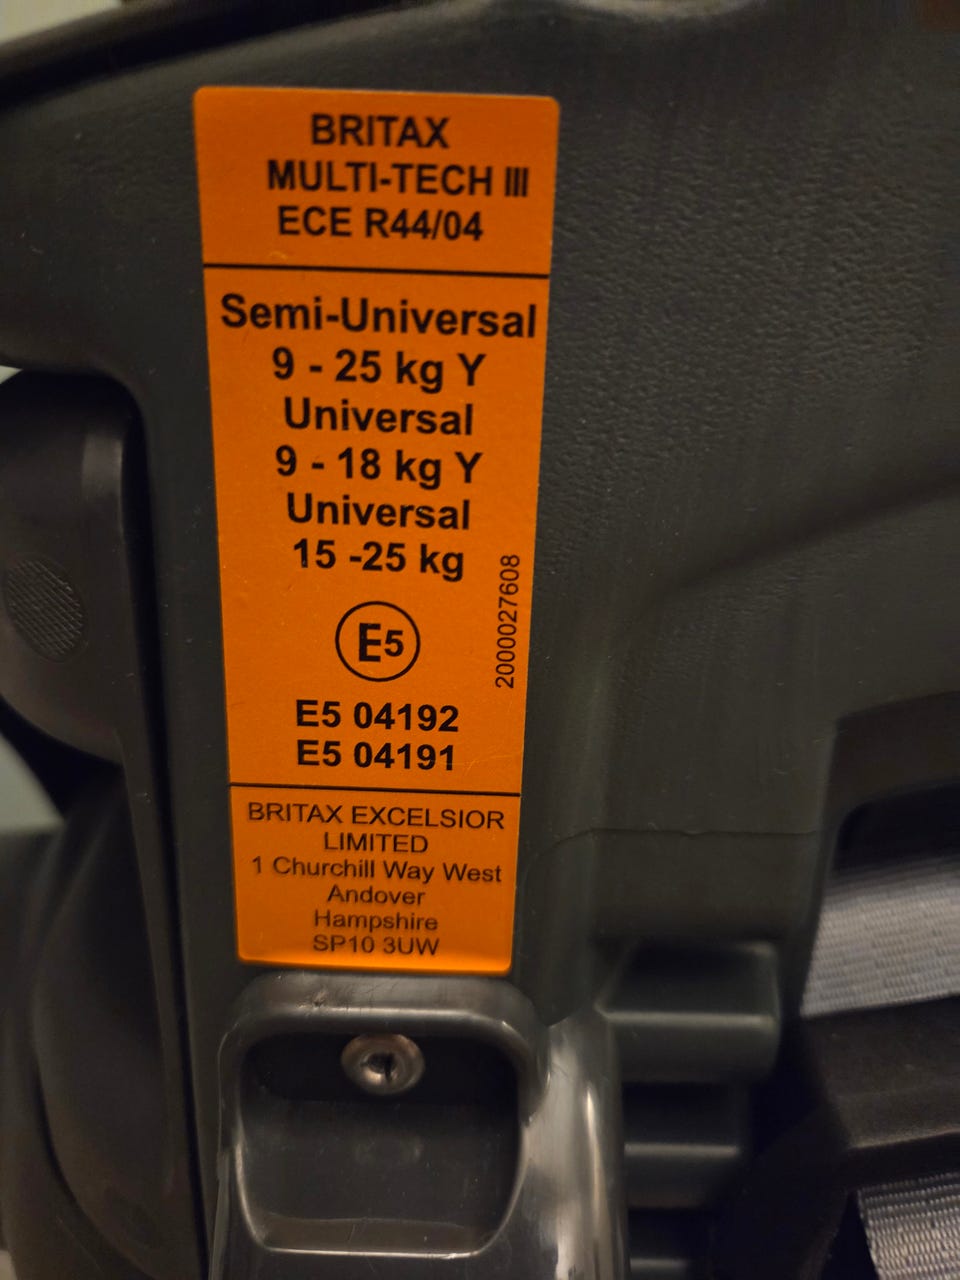 BRITAX
MULTI-TECH III
ECE R44/04
Semi-Universal
9 - 25 kg Y
Universal
9 - 18 kg Y
Universal
15 -25 kg
E5
2000027608
E5 04192
E5 04191
BRITAX EXCELSIOR
LIMITED
1 Churchill Way West
Andover
Hampshire
SP10 3UW